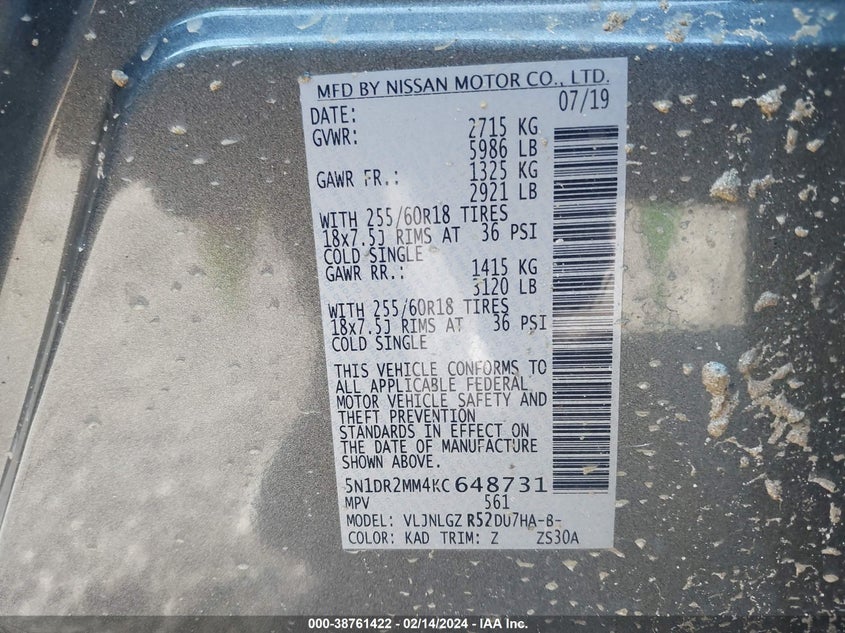 MFD BY NISSAN MOTOR CO., LTD.
DATE: 07/19
GVWR: 2715 KG
5986 LB
GAWR FR.: 1325 KG
2921 LB
WITH 255/60R18 TIRES
18x7.5J RIMS AT 36 PSI
COLD SINGLE
GAWR RR.: 1415 KG
3120 LB
WITH 255/60R18 TIRES
18x7.5J RIMS AT 36 PSI
COLD SINGLE
THIS VEHICLE CONFORMS TO
ALL APPLICABLE FEDERAL
MOTOR VEHICLE SAFETY AND
THEFT PREVENTION
STANDARDS IN EFFECT ON
THE DATE OF MANUFACTURE
SHOWN ABOVE.
5N1DR2MM4KC648731
MPV 561
MODEL: VLJNLGZ R52DU7HA-B-
COLOR: KAD TRIM: Z ZS30A
000-38761422 - 02/14/2024 - IAA Inc.